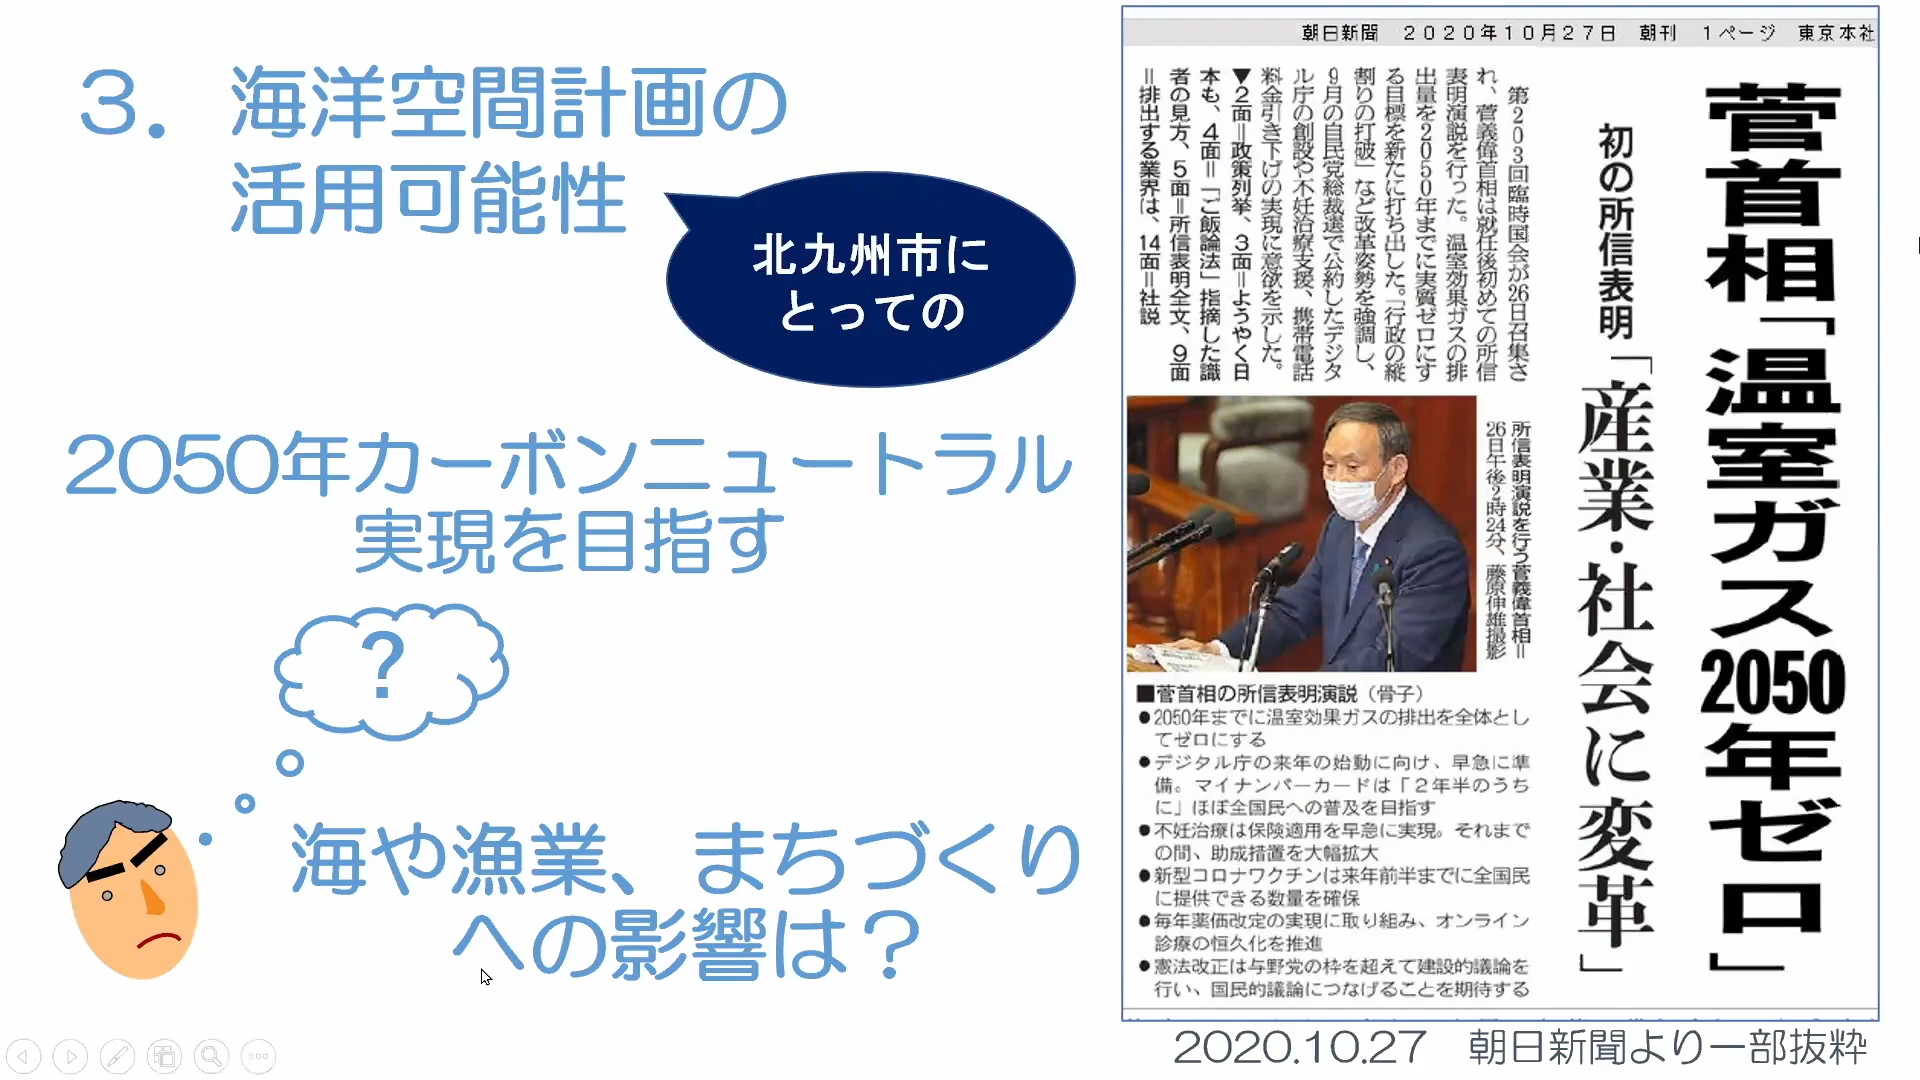 ３．海洋空間計画の
活用可能性
北九州市に
とっての
2050年カーボンニュートラル
実現を目指す
?
海や漁業、まちづくり
への影響は？
朝日新聞　２０２０年１０月２７日　朝刊　１ページ　東京本社
菅首相「温室ガス2050年ゼロ」
初の所信表明「産業・社会に変革」
第203回臨時国会が26日召集さ
れ、菅義偉首相は就任後初めての所信
表明演説を行った。温室効果ガスの排
出量を2050年までに実質ゼロにす
る目標を新たに打ち出した。「行政の縦
割りの打破」など改革姿勢を強調し、
9月の自民党総裁選で公約したデジタ
ル庁の創設や不妊治療支援、携帯電話
料金引き下げの実現に意欲を示した。
▼2面＝政策列挙、3面＝ようやく日
本も、4面＝「ご飯論法」指摘した識
者の見方、5面＝所信表明全文、9面
＝排出する業界は、14面＝社説
所信表明演説を行う菅義偉首相＝
26日午後2時24分、藤原伸雄撮影
■菅首相の所信表明演説（骨子）
●2050年までに温室効果ガスの排出を全体とし
てゼロにする
●デジタル庁の来年の始動に向け、早急に準
備。マイナンバーカードは「２年半のうち
に」ほぼ全国民への普及を目指す
●不妊治療は保険適用を早急に実現。それまで
の間、助成措置を大幅拡大
●新型コロナワクチンは来年前半までに全国民
に提供できる数量を確保
●毎年薬価改定の実現に取り組み、オンライン
診療の恒久化を推進
●憲法改正は与野党の枠を超えて建設的議論を
行い、国民的議論につなげることを期待する
2020.10.27　朝日新聞より一部抜粋